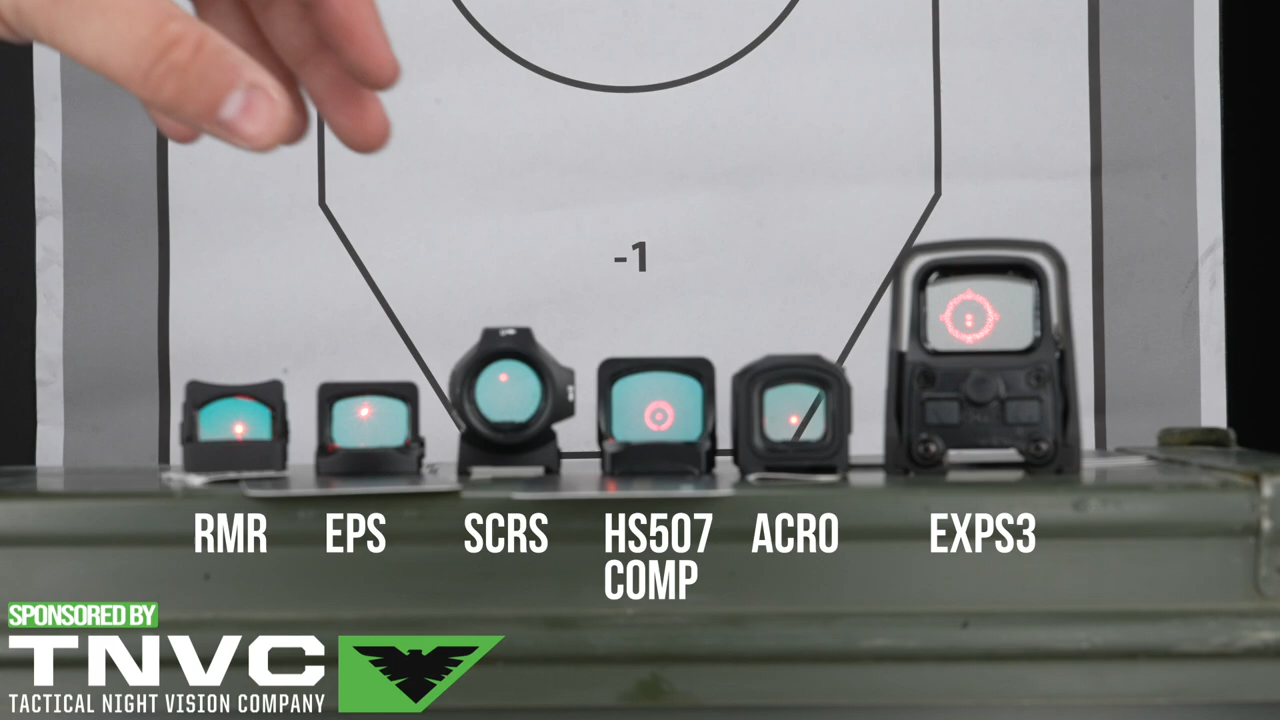 -1
RMR
EPS
SCRS
HS507
COMP
ACRO
EXPS3
SPONSORED BY
TNVC
TACTICAL NIGHT VISION COMPANY